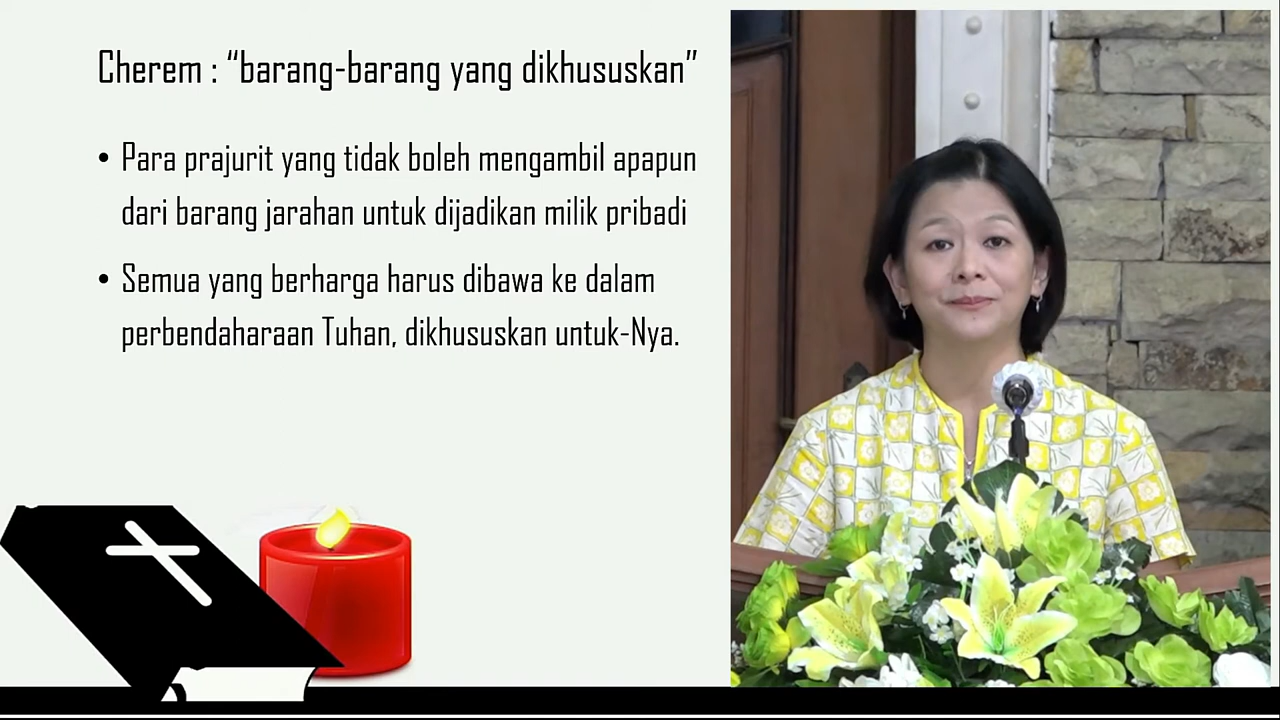 Cherem : “barang-barang yang dikhususkan”
• Para prajurit yang tidak boleh mengambil apapun
dari barang jarahan untuk dijadikan milik pribadi
• Semua yang berharga harus dibawa ke dalam
perbendaharaan Tuhan, dikhususkan untuk-Nya.